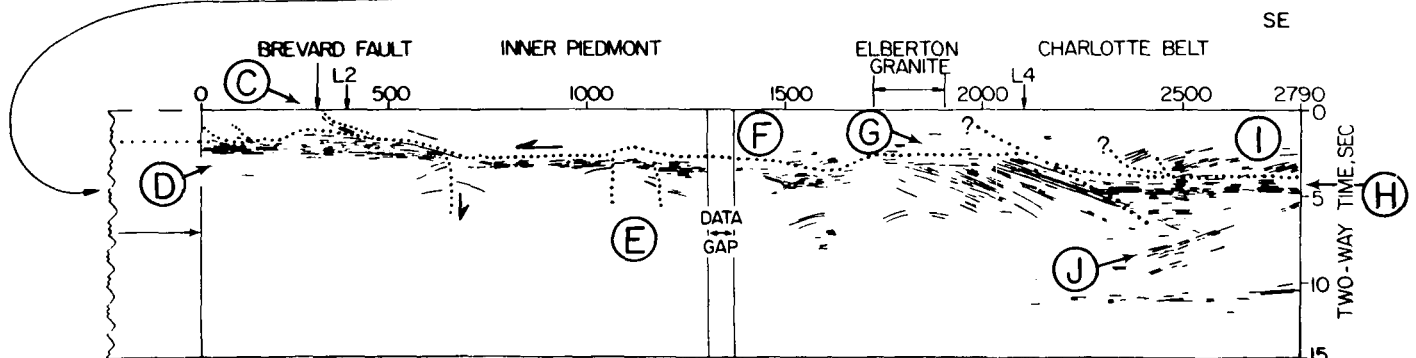 SE
BREVARD FAULT INNER PIEDMONT ELBERTON GRANITE CHARLOTTE BELT
C L2 L4
0 500 1000 1500 2000 2500 2790
0
F G ? ? I
D
H
5
E DATA GAP
J
10
15
TWO-WAY TIME, SEC